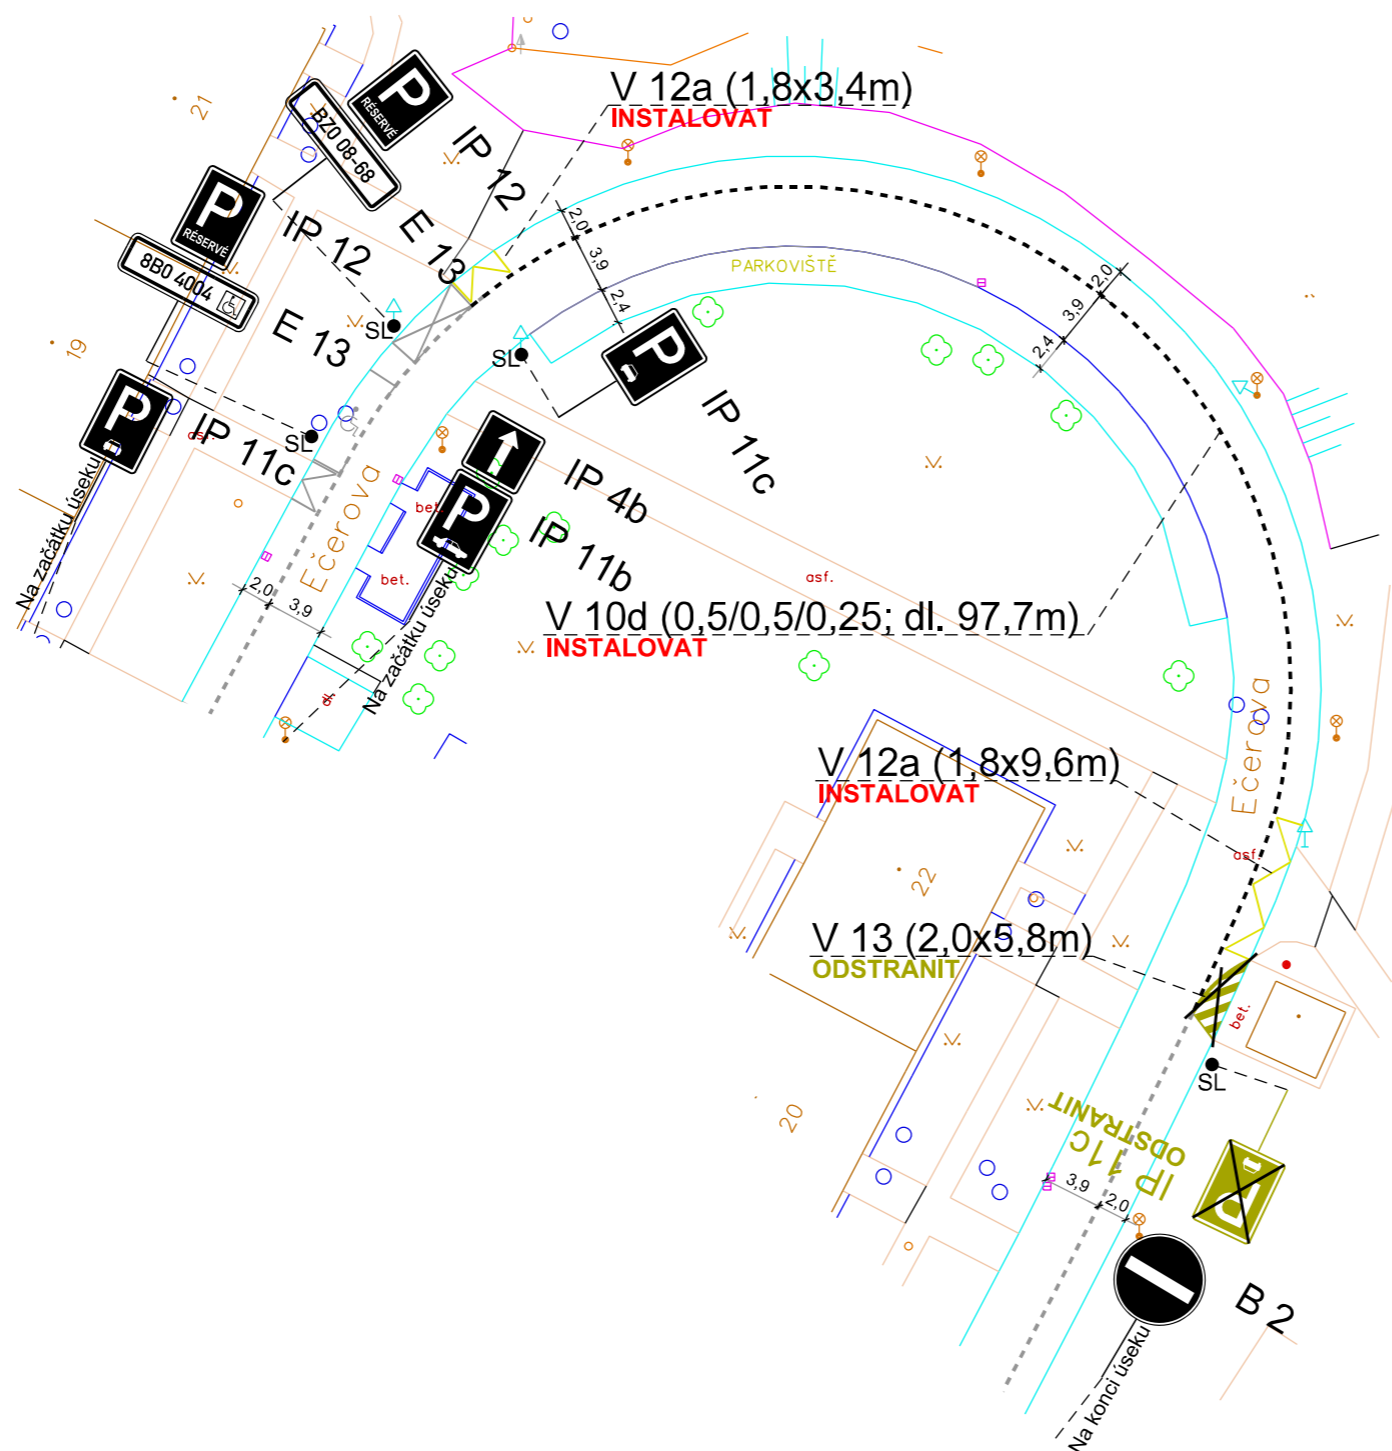 V 12a (1,8x3,4m)
INSTALOVAT
21
P
RÉSERVÉ
IP 12
BZ0 08-68
E 13
P
RÉSERVÉ
IP 12
8B0 4004
E 13
SL
19
P
IP 11c
asf.
SL
Na začátku úseku
2,0
3,9
2,4
PARKOVIŠTĚ
2,0
3,9
2,4
SL
P
IP 11c
IP 4b
P
IP 11b
bet.
bet.
Ečerova
2,0
3,9
Na začátku úseku
dl.
asf.
V 10d (0,5/0,5/0,25; dl. 97,7m)
INSTALOVAT
Ečerova
V 12a (1,8x9,6m)
INSTALOVAT
asf.
22
V 13 (2,0x5,8m)
ODSTRANIT
bet.
SL
20
IP 11c
ODSTRANIT
P
3,9
2,0
B 2
Na konci úseku